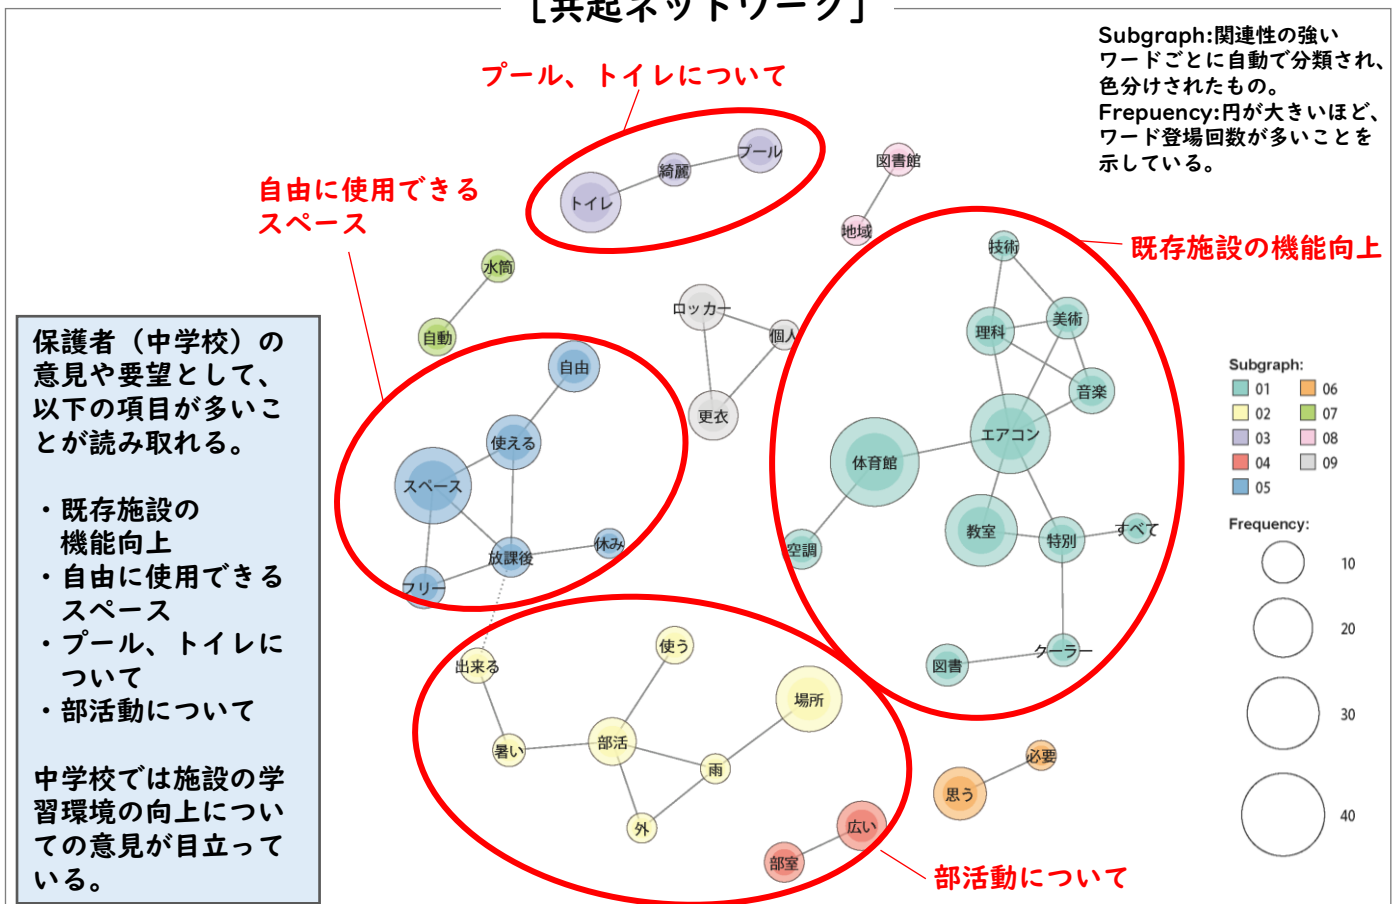 [共起ネットワーク]
Subgraph:関連性の強い
ワードごとに自動で分類され、
色分けされたもの。
Frepuency:円が大きいほど、
ワード登場回数が多いことを
示している。
プール、トイレについて
プール
綺麗
トイレ
図書館
地域
自由に使用できる
スペース
既存施設の機能向上
技術
美術
理科
音楽
エアコン
体育館
教室
特別
すべて
空調
クーラー
図書
水筒
自動
ロッカー
個人
更衣
自由
使える
スペース
放課後
休み
フリー
保護者（中学校）の
意見や要望として、
以下の項目が多いこ
とが読み取れる。
・既存施設の
機能向上
・自由に使用できる
スペース
・プール、トイレに
ついて
・部活動について
中学校では施設の学
習環境の向上につい
ての意見が目立って
いる。
出来る
使う
場所
暑い
部活
雨
外
広い
部室
部活動について
必要
思う
Subgraph:
01 06
02 07
03 08
04 09
05
Frequency:
10
20
30
40